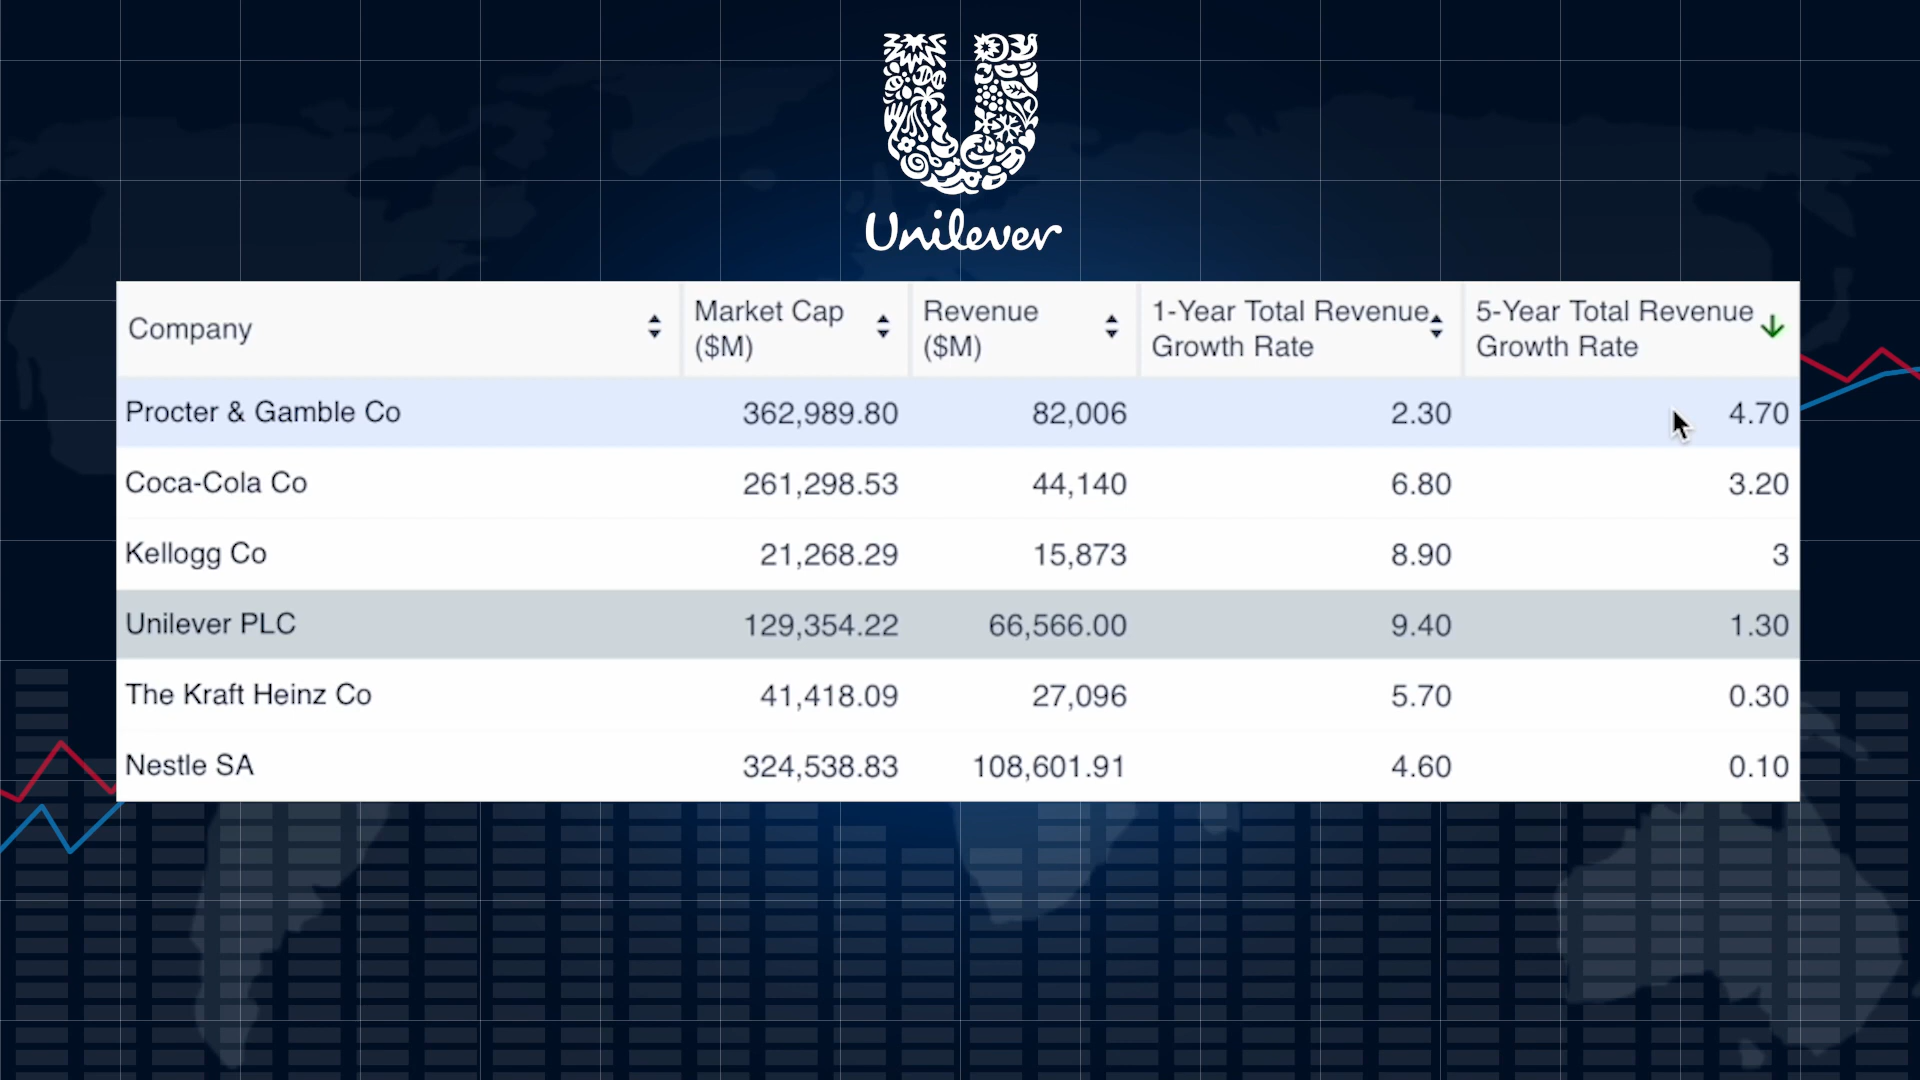 Unilever
Company
Market Cap
($M)
Revenue
($M)
1-Year Total Revenue
Growth Rate
5-Year Total Revenue
Growth Rate
Procter & Gamble Co 362,989.80 82,006 2.30 4.70
Coca-Cola Co 261,298.53 44,140 6.80 3.20
Kellogg Co 21,268.29 15,873 8.90 3
Unilever PLC 129,354.22 66,566.00 9.40 1.30
The Kraft Heinz Co 41,418.09 27,096 5.70 0.30
Nestle SA 324,538.83 108,601.91 4.60 0.10